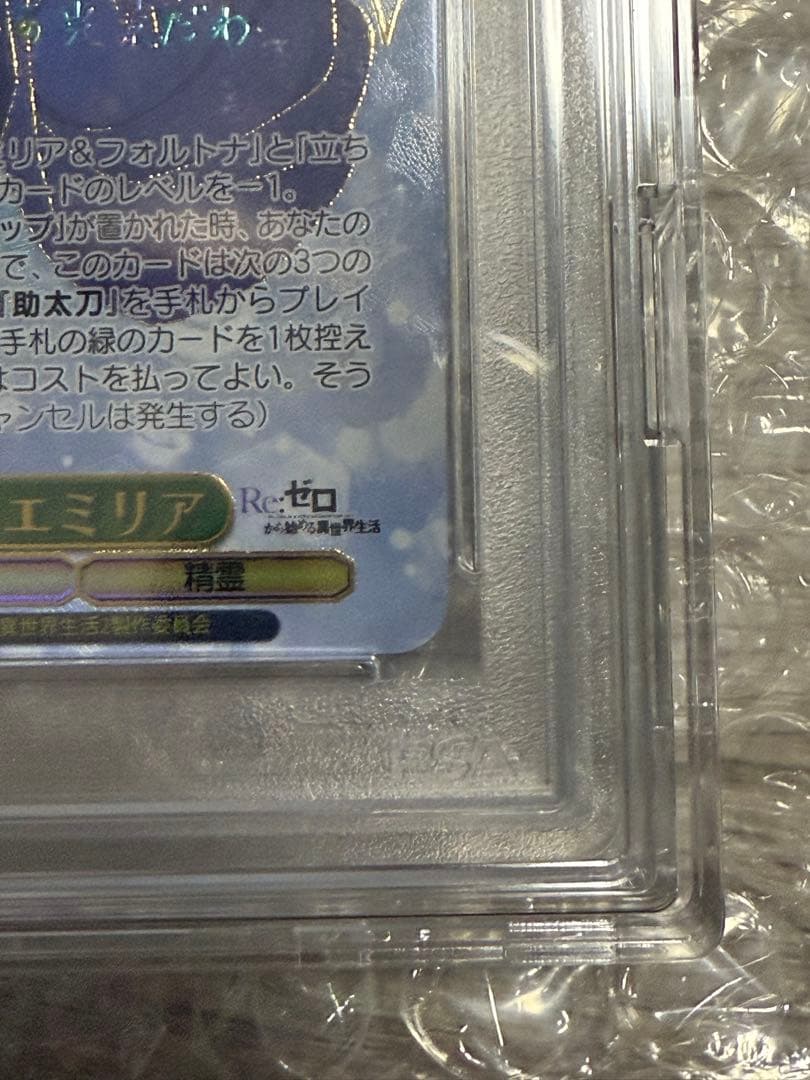 だわ
ミリア&フォルトナ」と「立ち
カードのレベルを－1。
ップ」が置かれた時、あなたの
で、このカードは次の3つの
『助太刀』を手札からプレイ
手札の緑のカードを1枚控え
はコストを払ってよい。そう
ャンセルは発生する)
エミリア
Re:ゼロ
から始める異世界生活
精霊
異世界生活2製作委員会
PSA